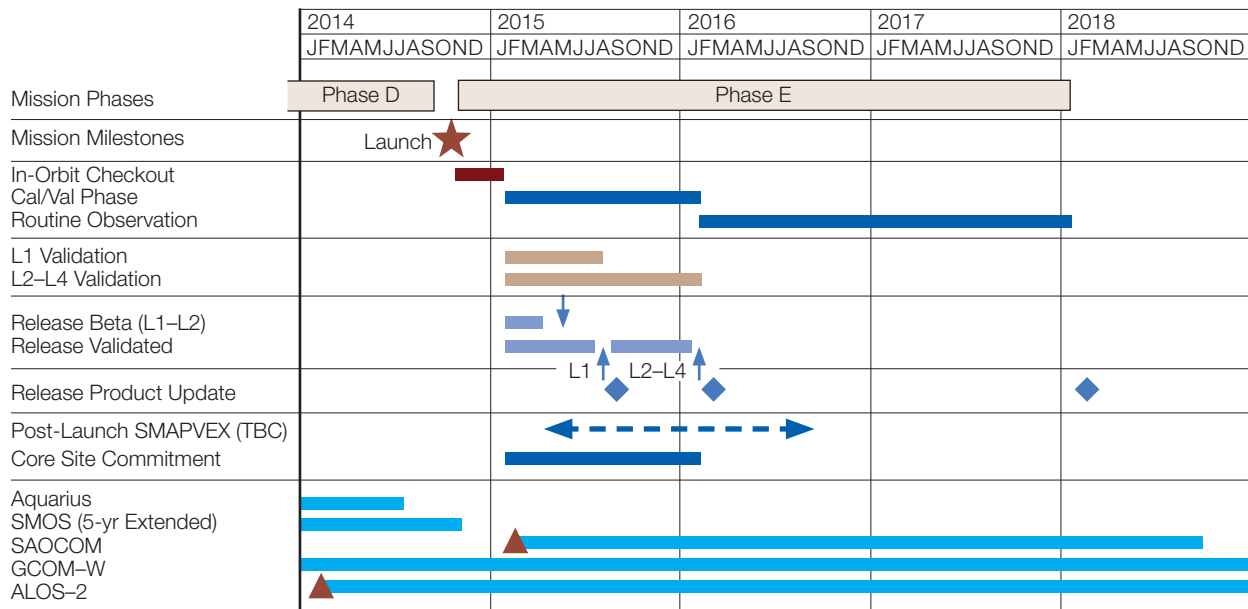 2014 2015 2016 2017 2018
JFMAMJJASOND JFMAMJJASOND JFMAMJJASOND JFMAMJJASOND JFMAMJJASOND
Mission Phases Phase D Phase E
Mission Milestones Launch
In-Orbit Checkout
Cal/Val Phase
Routine Observation
L1 Validation
L2–L4 Validation
Release Beta (L1–L2)
Release Validated
L1 L2–L4
Release Product Update
Post-Launch SMAPVEX (TBC)
Core Site Commitment
Aquarius
SMOS (5-yr Extended)
SAOCOM
GCOM–W
ALOS–2